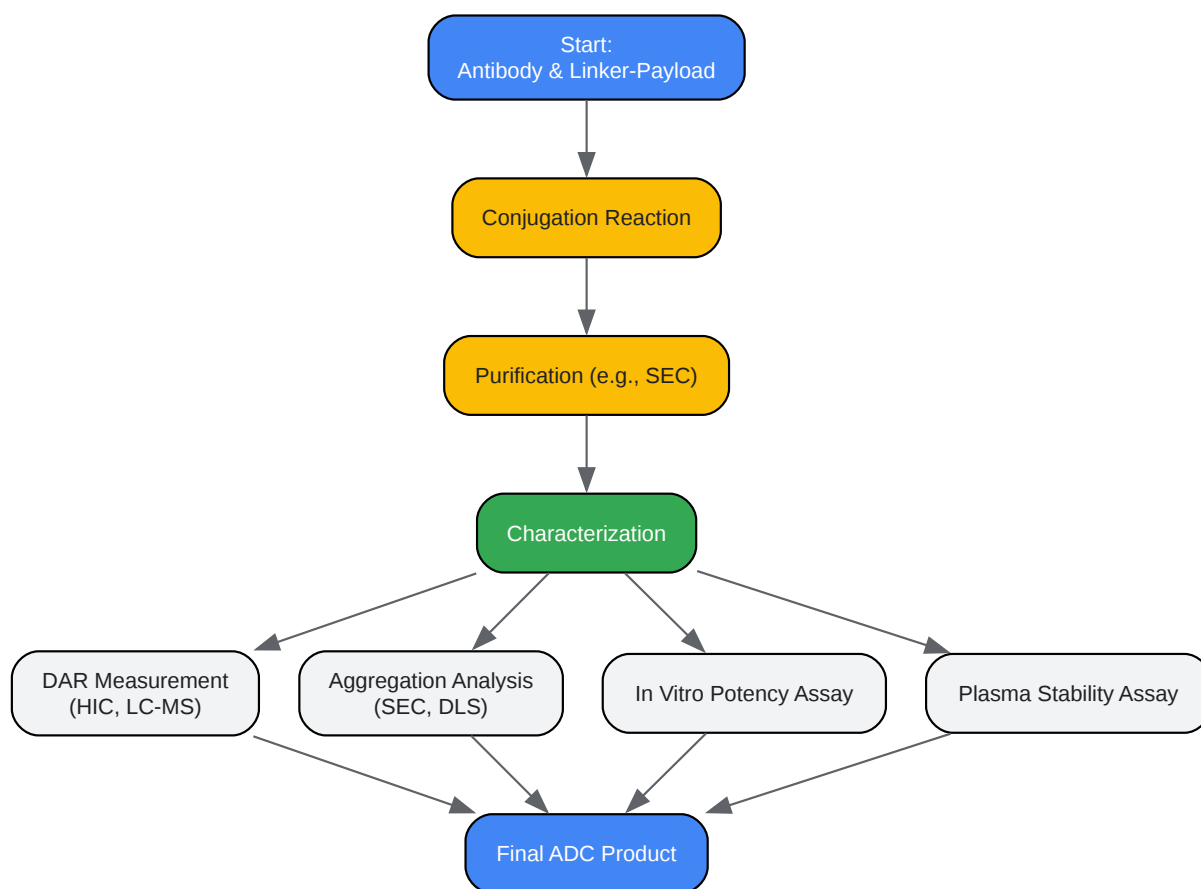 Start:
Antibody & Linker-Payload
Conjugation Reaction
Purification (e.g., SEC)
Characterization
DAR Measurement
(HIC, LC-MS)
Aggregation Analysis
(SEC, DLS)
In Vitro Potency Assay
Plasma Stability Assay
Final ADC Product